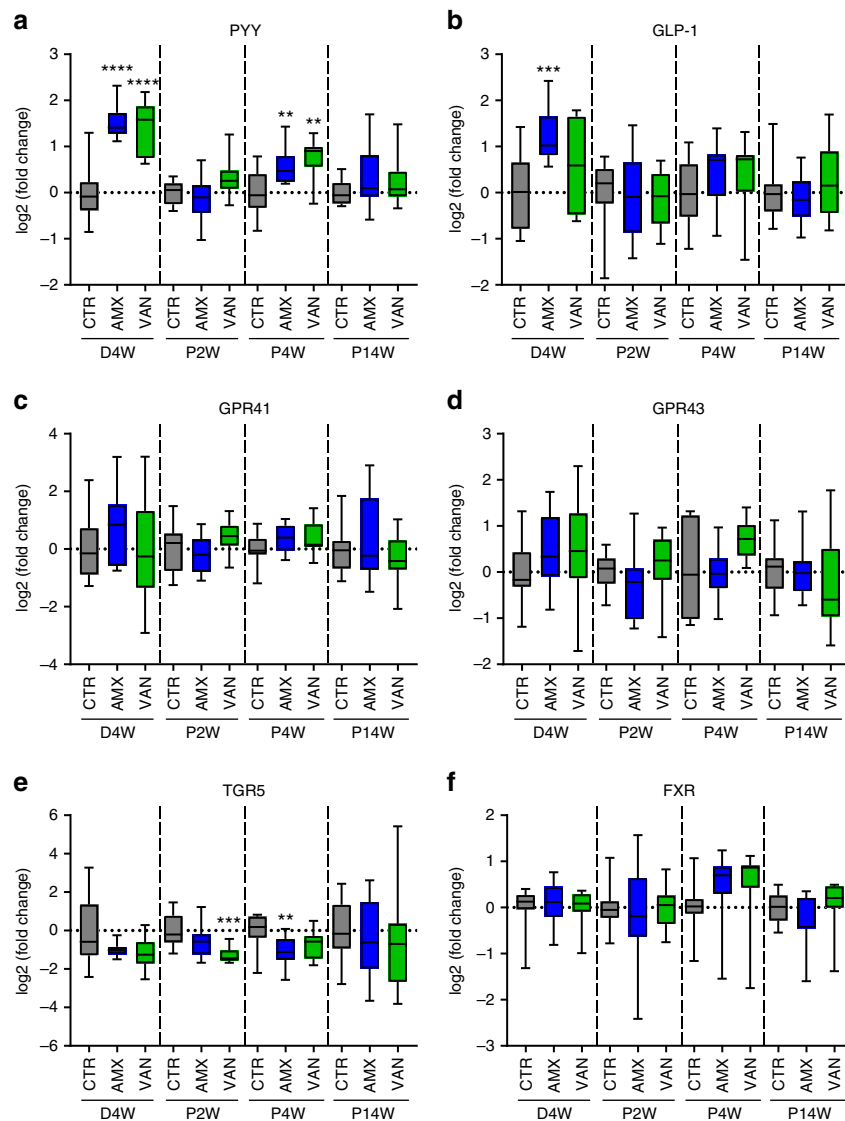 a
PYY
log2 (fold change)
3
2
1
0
–1
–2
**** **** ** **
CTR AMX VAN CTR AMX VAN CTR AMX VAN CTR AMX VAN
D4W P2W P4W P14W
b
GLP-1
log2 (fold change)
3
2
1
0
–1
–2
***
CTR AMX VAN CTR AMX VAN CTR AMX VAN CTR AMX VAN
D4W P2W P4W P14W
c
GPR41
log2 (fold change)
4
2
0
–2
–4
CTR AMX VAN CTR AMX VAN CTR AMX VAN CTR AMX VAN
D4W P2W P4W P14W
d
GPR43
log2 (fold change)
3
2
1
0
–1
–2
CTR AMX VAN CTR AMX VAN CTR AMX VAN CTR AMX VAN
D4W P2W P4W P14W
e
TGR5
log2 (fold change)
6
4
2
0
–2
–4
–6
*** **
CTR AMX VAN CTR AMX VAN CTR AMX VAN CTR AMX VAN
D4W P2W P4W P14W
f
FXR
log2 (fold change)
2
1
0
–1
–2
–3
CTR AMX VAN CTR AMX VAN CTR AMX VAN CTR AMX VAN
D4W P2W P4W P14W